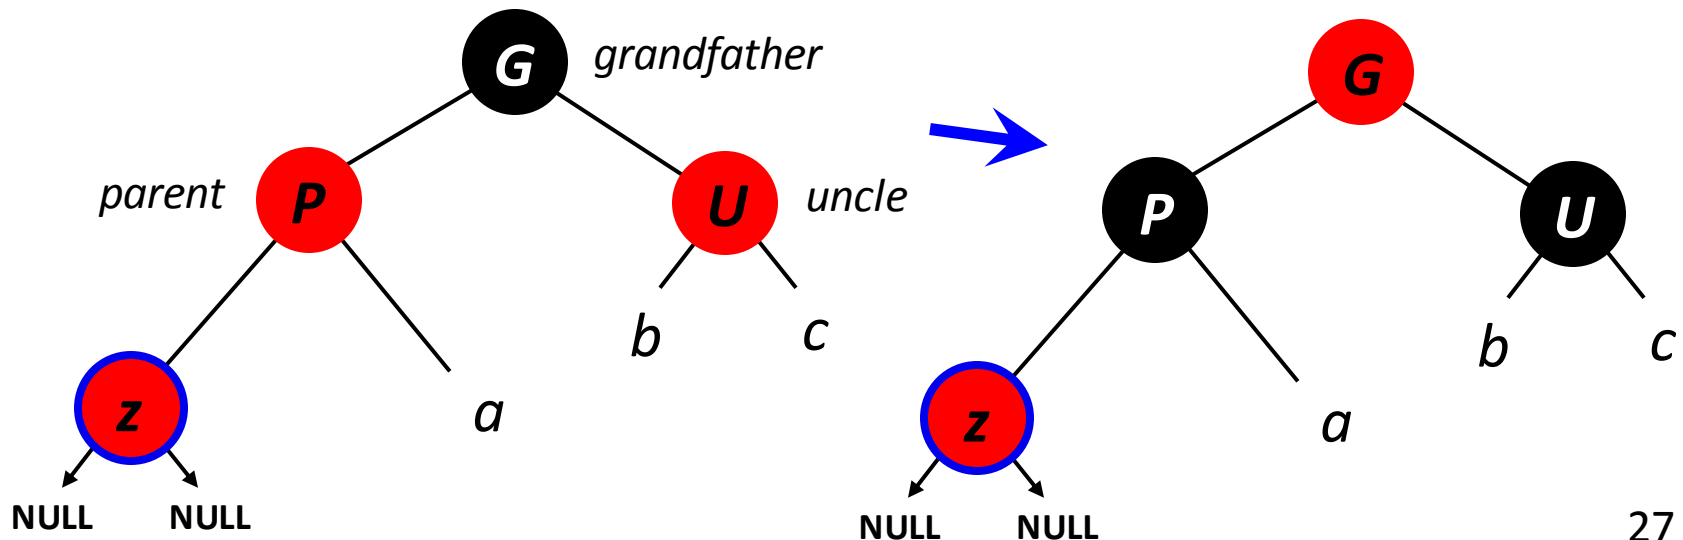 G grandfather
parent P
U uncle
b c
z a
NULL NULL
G
P U
b c
z a
NULL NULL
27